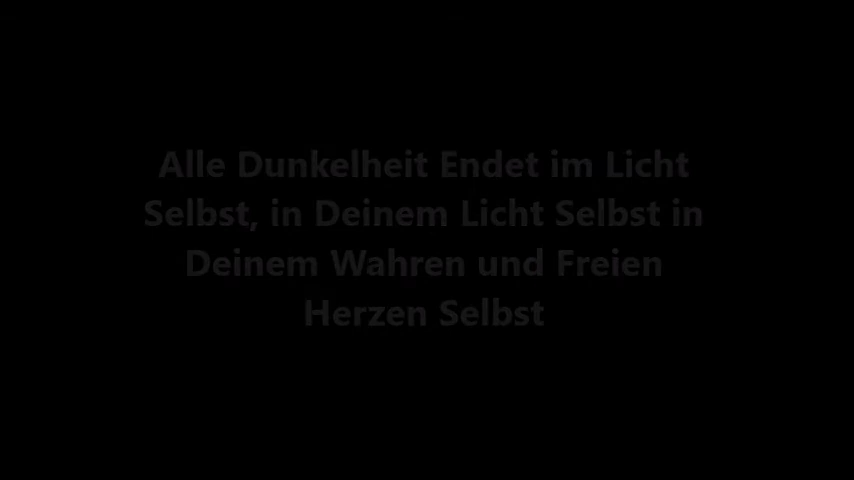 Alle Dunkelheit Endet im Licht
Selbst, in Deinem Licht Selbst in
Deinem Wahren und Freien
Herzen Selbst